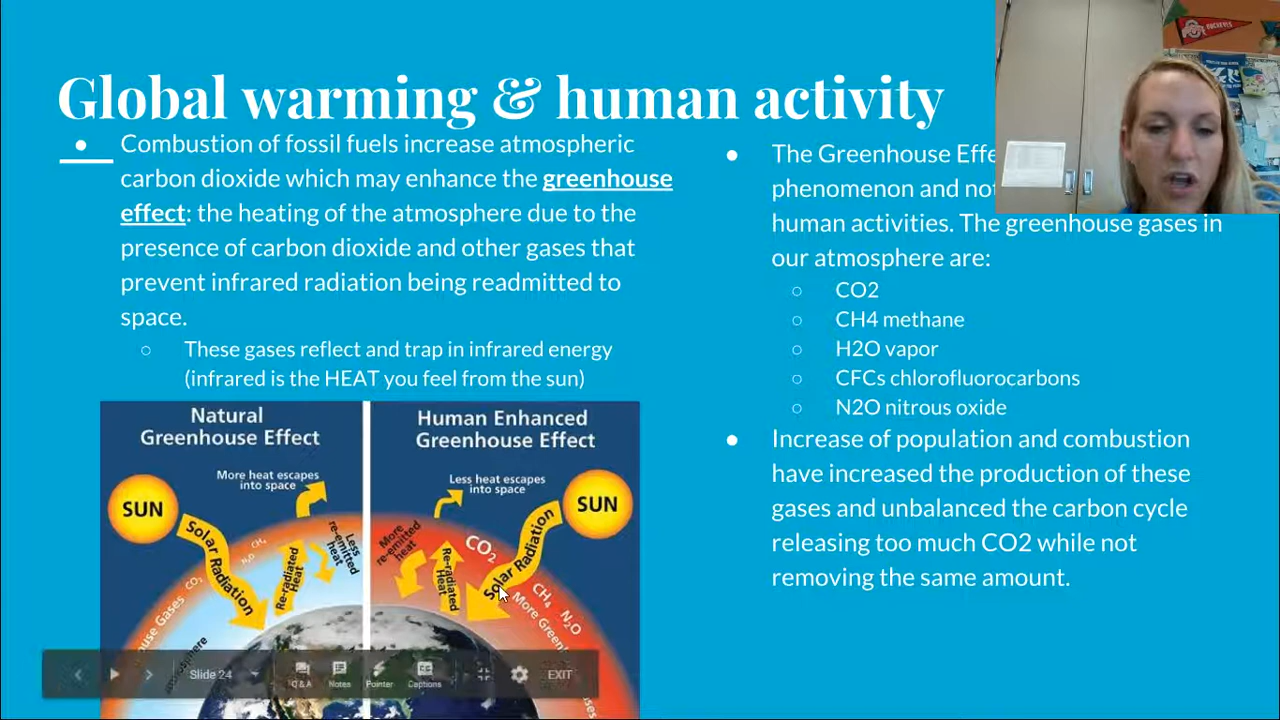 Global warming & human activity
Combustion of fossil fuels increase atmospheric
carbon dioxide which may enhance the greenhouse
effect: the heating of the atmosphere due to the
presence of carbon dioxide and other gases that
prevent infrared radiation being readmitted to
space.
These gases reflect and trap in infrared energy
(infrared is the HEAT you feel from the sun)
Natural
Greenhouse Effect
More heat escapes
into space
SUN
Solar Radiation
Re-radiated
Heat
Less
re-emitted
heat
CH4
N2O
CO2
House Gases
Human Enhanced
Greenhouse Effect
Less heat escapes
into space
SUN
Solar Radiation
More
re-emitted
heat
Re-radiated
Heat
CO2
CH4
N2O
More
Slide 24
Q & A
Notes
Pointer
Captions
EXIT
The Greenhouse
phenomenon and
human activities. The greenhouse gases in
our atmosphere are:
CO2
CH4 methane
H2O vapor
CFCs chlorofluorocarbons
N2O nitrous oxide
Increase of population and combustion
have increased the production of these
gases and unbalanced the carbon cycle
releasing too much CO2 while not
removing the same amount.